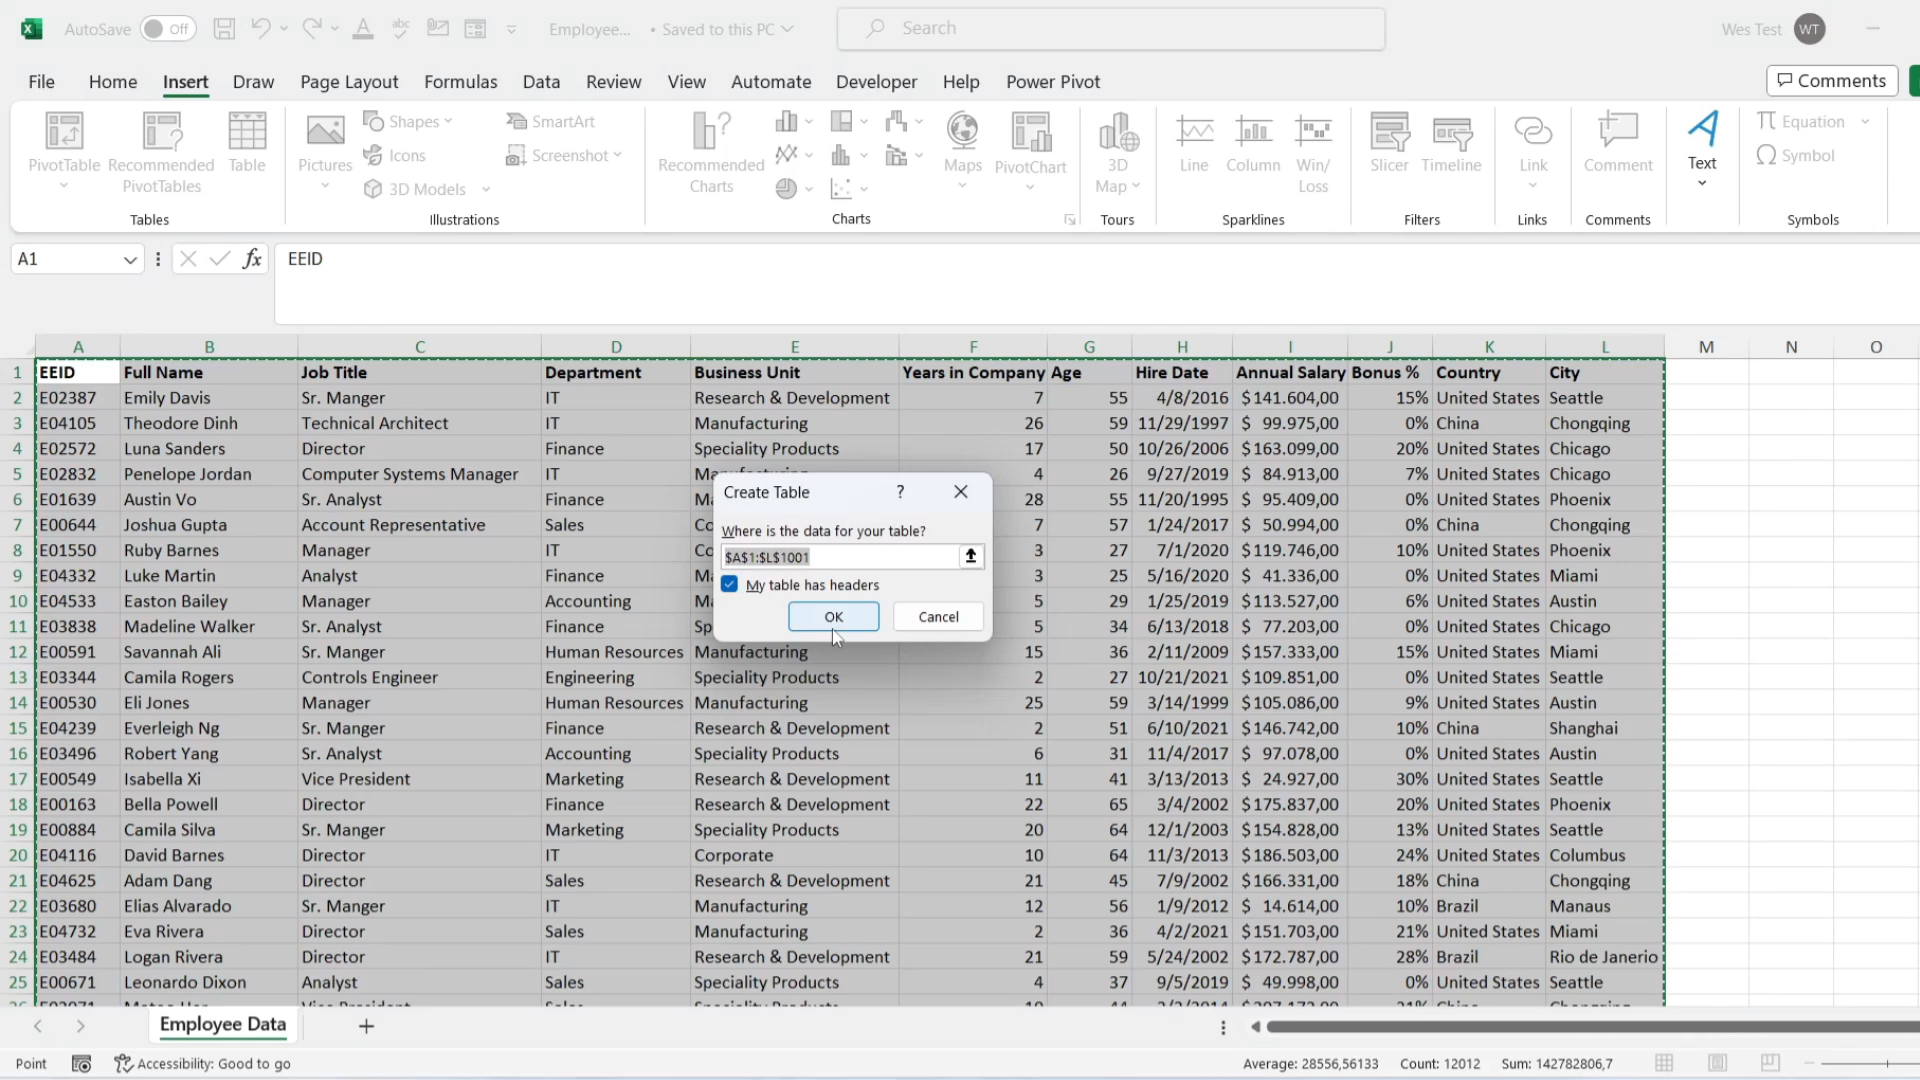 AutoSave Off Employee... • Saved to this PC Search Wes Test WT
File Home Insert Draw Page Layout Formulas Data Review View Automate Developer Help Power Pivot Comments
PivotTable Recommended PivotTables Table
Tables
Pictures Shapes Icons 3D Models SmartArt Screenshot
Illustrations
Recommended Charts Maps PivotChart
Charts
3D Map
Tours
Line Column Win/Loss
Sparklines
Slicer Timeline
Filters
Link
Links
Comment
Comments
Text
Equation
Symbol
Symbols
A1 fx EEID
A B C D E F G H I J K L M N O
1 EEID Full Name Job Title Department Business Unit Years in Company Age Hire Date Annual Salary Bonus % Country City
2 E02387 Emily Davis Sr. Manger IT Research & Development 7 55 4/8/2016 $141.604,00 15% United States Seattle
3 E04105 Theodore Dinh Technical Architect IT Manufacturing 26 59 11/29/1997 $ 99.975,00 0% China Chongqing
4 E02572 Luna Sanders Director Finance Speciality Products 17 50 10/26/2006 $163.099,00 20% United States Chicago
5 E02832 Penelope Jordan Computer Systems Manager IT 4 26 9/27/2019 $ 84.913,00 7% United States Chicago
6 E01639 Austin Vo Sr. Analyst Finance 28 55 11/20/1995 $ 95.409,00 0% United States Phoenix
7 E00644 Joshua Gupta Account Representative Sales 7 57 1/24/2017 $ 50.994,00 0% China Chongqing
8 E01550 Ruby Barnes Manager IT 3 27 7/1/2020 $119.746,00 10% United States Phoenix
9 E04332 Luke Martin Analyst Finance 3 25 5/16/2020 $ 41.336,00 0% United States Miami
10 E04533 Easton Bailey Manager Accounting 5 29 1/25/2019 $113.527,00 6% United States Austin
11 E03838 Madeline Walker Sr. Analyst Finance 5 34 6/13/2018 $ 77.203,00 0% United States Chicago
12 E00591 Savannah Ali Sr. Manger Human Resources Manufacturing 15 36 2/11/2009 $157.333,00 15% United States Miami
13 E03344 Camila Rogers Controls Engineer Engineering Speciality Products 2 27 10/21/2021 $109.851,00 0% United States Seattle
14 E00530 Eli Jones Manager Human Resources Manufacturing 25 59 3/14/1999 $105.086,00 9% United States Austin
15 E04239 Everleigh Ng Sr. Manger Finance Research & Development 2 51 6/10/2021 $146.742,00 10% China Shanghai
16 E03496 Robert Yang Sr. Analyst Accounting Speciality Products 6 31 11/4/2017 $ 97.078,00 0% United States Austin
17 E00549 Isabella Xi Vice President Marketing Research & Development 11 41 3/13/2013 $ 24.927,00 30% United States Seattle
18 E00163 Bella Powell Director Finance Research & Development 22 65 3/4/2002 $175.837,00 20% United States Phoenix
19 E00884 Camila Silva Sr. Manger Marketing Speciality Products 20 64 12/1/2003 $154.828,00 13% United States Seattle
20 E04116 David Barnes Director IT Corporate 10 64 11/3/2013 $186.503,00 24% United States Columbus
21 E04625 Adam Dang Director Sales Research & Development 21 45 7/9/2002 $166.331,00 18% China Chongqing
22 E03680 Elias Alvarado Sr. Manger IT Manufacturing 12 56 1/9/2012 $ 14.614,00 10% Brazil Manaus
23 E04732 Eva Rivera Director Sales Manufacturing 2 36 4/2/2021 $151.703,00 21% United States Miami
24 E03484 Logan Rivera Director IT Research & Development 21 59 5/24/2002 $172.787,00 28% Brazil Rio de Janerio
25 E00671 Leonardo Dixon Analyst Sales Speciality Products 4 37 9/5/2019 $ 49.998,00 0% United States Seattle
Create Table ?
Where is the data for your table?
$A$1:$L$1001
My table has headers
OK Cancel
Employee Data
Point Accessibility: Good to go Average: 28556,56133 Count: 12012 Sum: 142782806,7